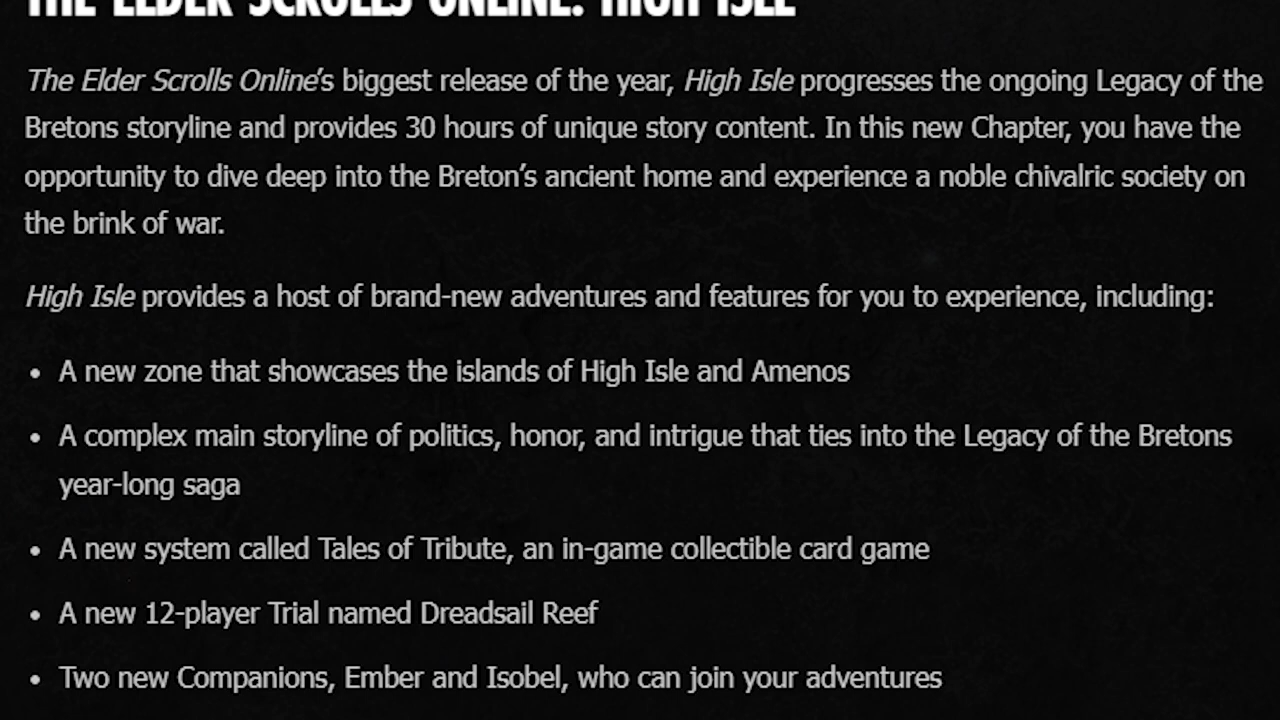 THE ELDER SCROLLS ONLINE: HIGH ISLE
The Elder Scrolls Online’s biggest release of the year, High Isle progresses the ongoing Legacy of the
Bretons storyline and provides 30 hours of unique story content. In this new Chapter, you have the
opportunity to dive deep into the Breton’s ancient home and experience a noble chivalric society on
the brink of war.
High Isle provides a host of brand-new adventures and features for you to experience, including:
• A new zone that showcases the islands of High Isle and Amenos
• A complex main storyline of politics, honor, and intrigue that ties into the Legacy of the Bretons
year-long saga
• A new system called Tales of Tribute, an in-game collectible card game
• A new 12-player Trial named Dreadsail Reef
• Two new Companions, Ember and Isobel, who can join your adventures